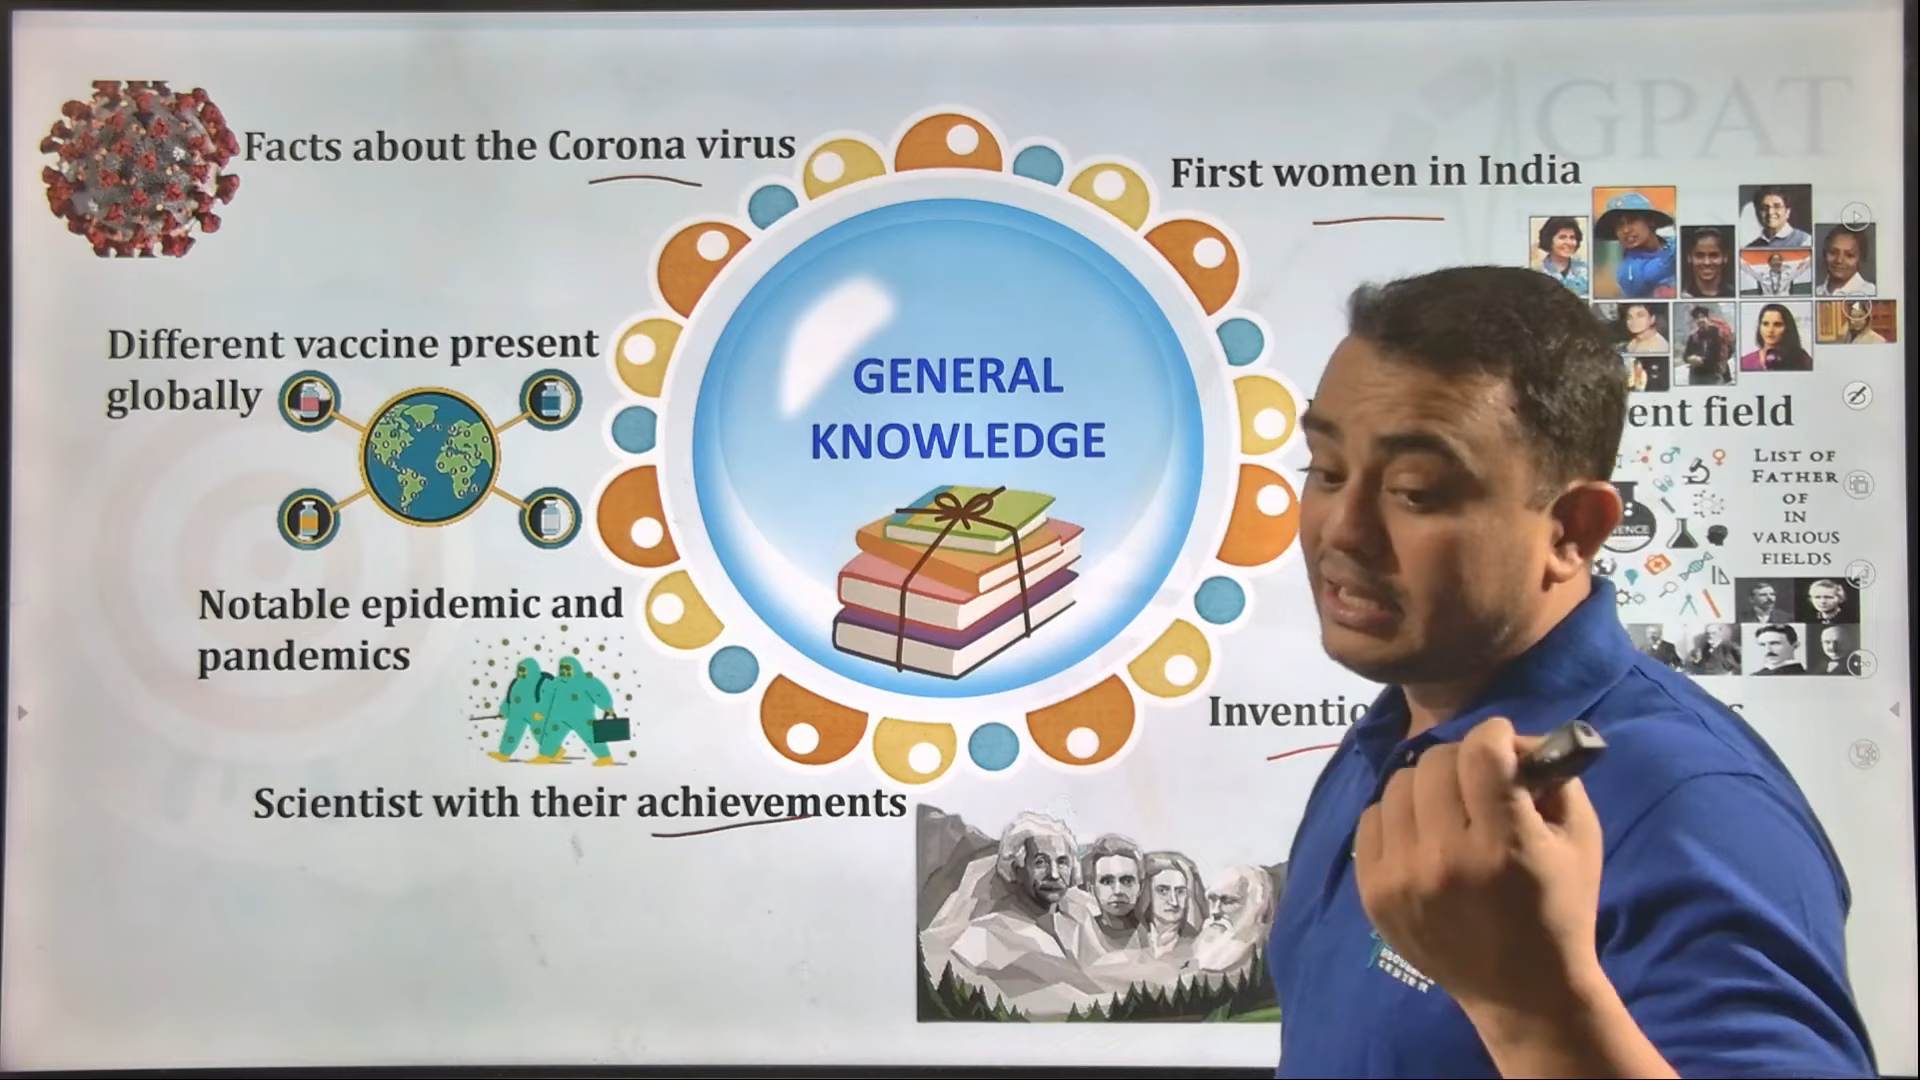 GPAT
Facts about the Corona virus
First women in India
Different vaccine present
globally
GENERAL
KNOWLEDGE
ent field
LIST OF
FATHER
OF
IN
VARIOUS
FIELDS
Notable epidemic and
pandemics
Inventio
Scientist with their achievements